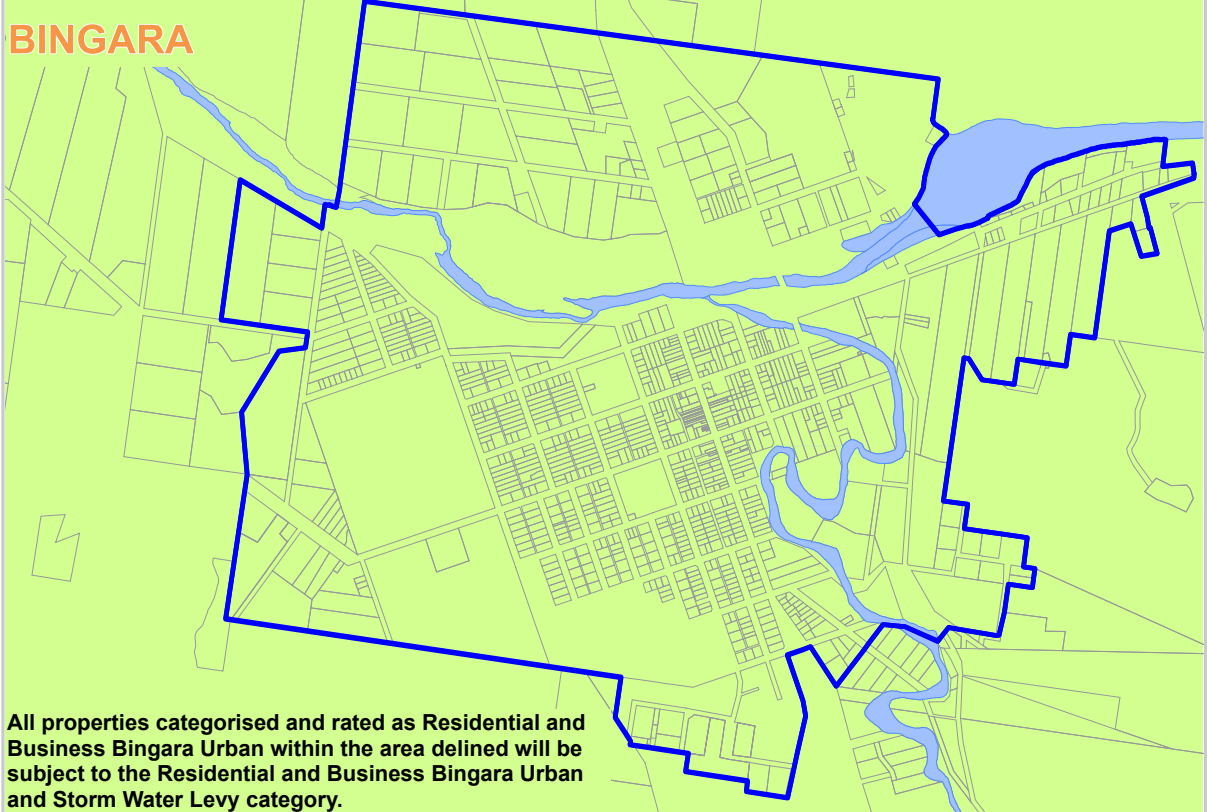 BINGARA
All properties categorised and rated as Residential and
Business Bingara Urban within the area delined will be
subject to the Residential and Business Bingara Urban
and Storm Water Levy category.